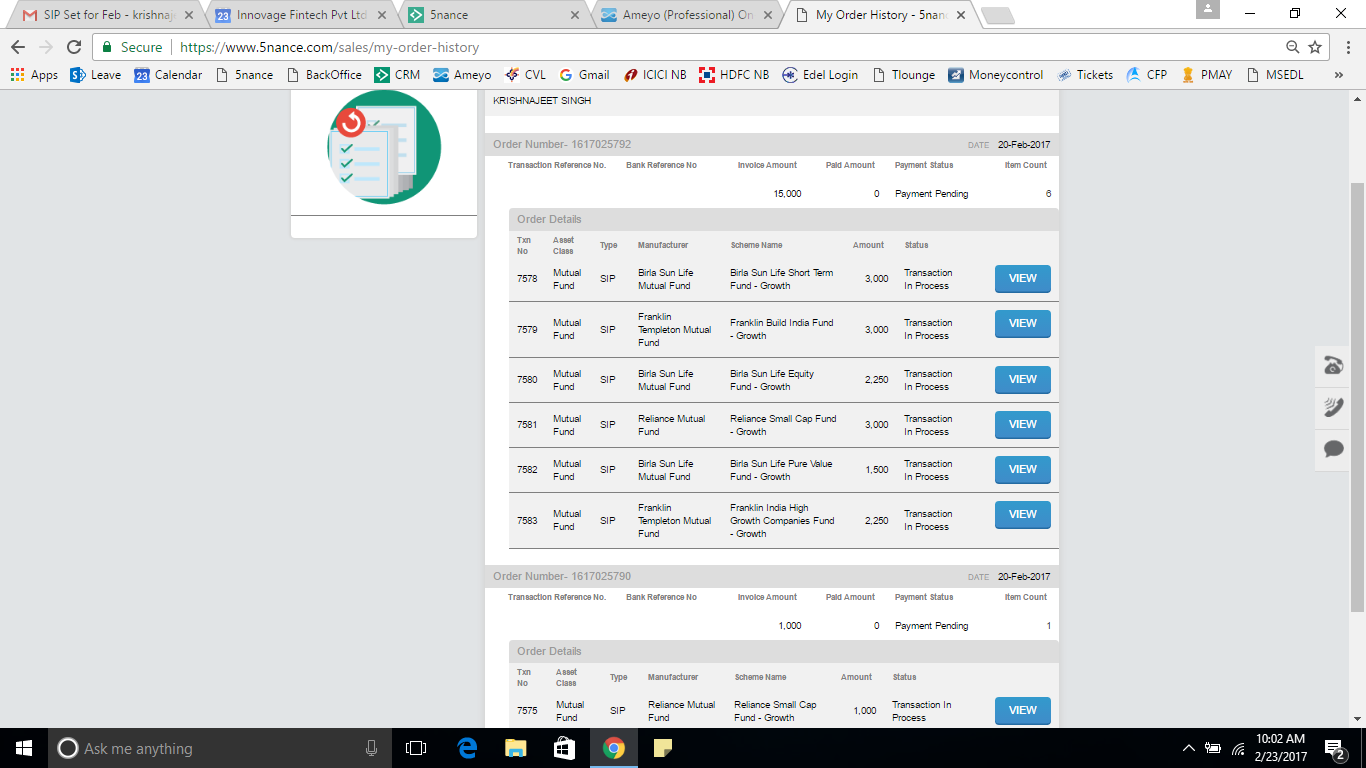 SIP Set for Feb - krishnaj
Innovage Fintech Pvt Ltd
5nance
Ameyo (Professional) On
My Order History - 5nan
Secure
https://www.5nance.com/sales/my-order-history
Apps Leave 23 Calendar 5nance BackOffice CRM Ameyo CVL Gmail ICICI NB HDFC NB Edel Login Tlounge Moneycontrol Tickets CFP PMAY MSEDL »
KRISHNAJEET SINGH
Order Number- 1617025792 DATE 20-Feb-2017
Transaction Reference No. Bank Reference No Invoice Amount Paid Amount Payment Status Item Count
15,000 0 Payment Pending 6
Order Details
Txn No Asset Class Type Manufacturer Scheme Name Amount Status
7578 Mutual Fund SIP Birla Sun Life Mutual Fund Birla Sun Life Short Term Fund - Growth 3,000 Transaction In Process VIEW
7579 Mutual Fund SIP Franklin Templeton Mutual Fund Franklin Build India Fund - Growth 3,000 Transaction In Process VIEW
7580 Mutual Fund SIP Birla Sun Life Mutual Fund Birla Sun Life Equity Fund - Growth 2,250 Transaction In Process VIEW
7581 Mutual Fund SIP Reliance Mutual Fund Reliance Small Cap Fund - Growth 3,000 Transaction In Process VIEW
7582 Mutual Fund SIP Birla Sun Life Mutual Fund Birla Sun Life Pure Value Fund - Growth 1,500 Transaction In Process VIEW
7583 Mutual Fund SIP Franklin Templeton Mutual Fund Franklin India High Growth Companies Fund - Growth 2,250 Transaction In Process VIEW
Order Number- 1617025790 DATE 20-Feb-2017
Transaction Reference No. Bank Reference No Invoice Amount Paid Amount Payment Status Item Count
1,000 0 Payment Pending 1
Order Details
Txn No Asset Class Type Manufacturer Scheme Name Amount Status
7575 Mutual Fund SIP Reliance Mutual Fund Reliance Small Cap Fund - Growth 1,000 Transaction In Process VIEW
Ask me anything
10:02 AM
2/23/2017
2